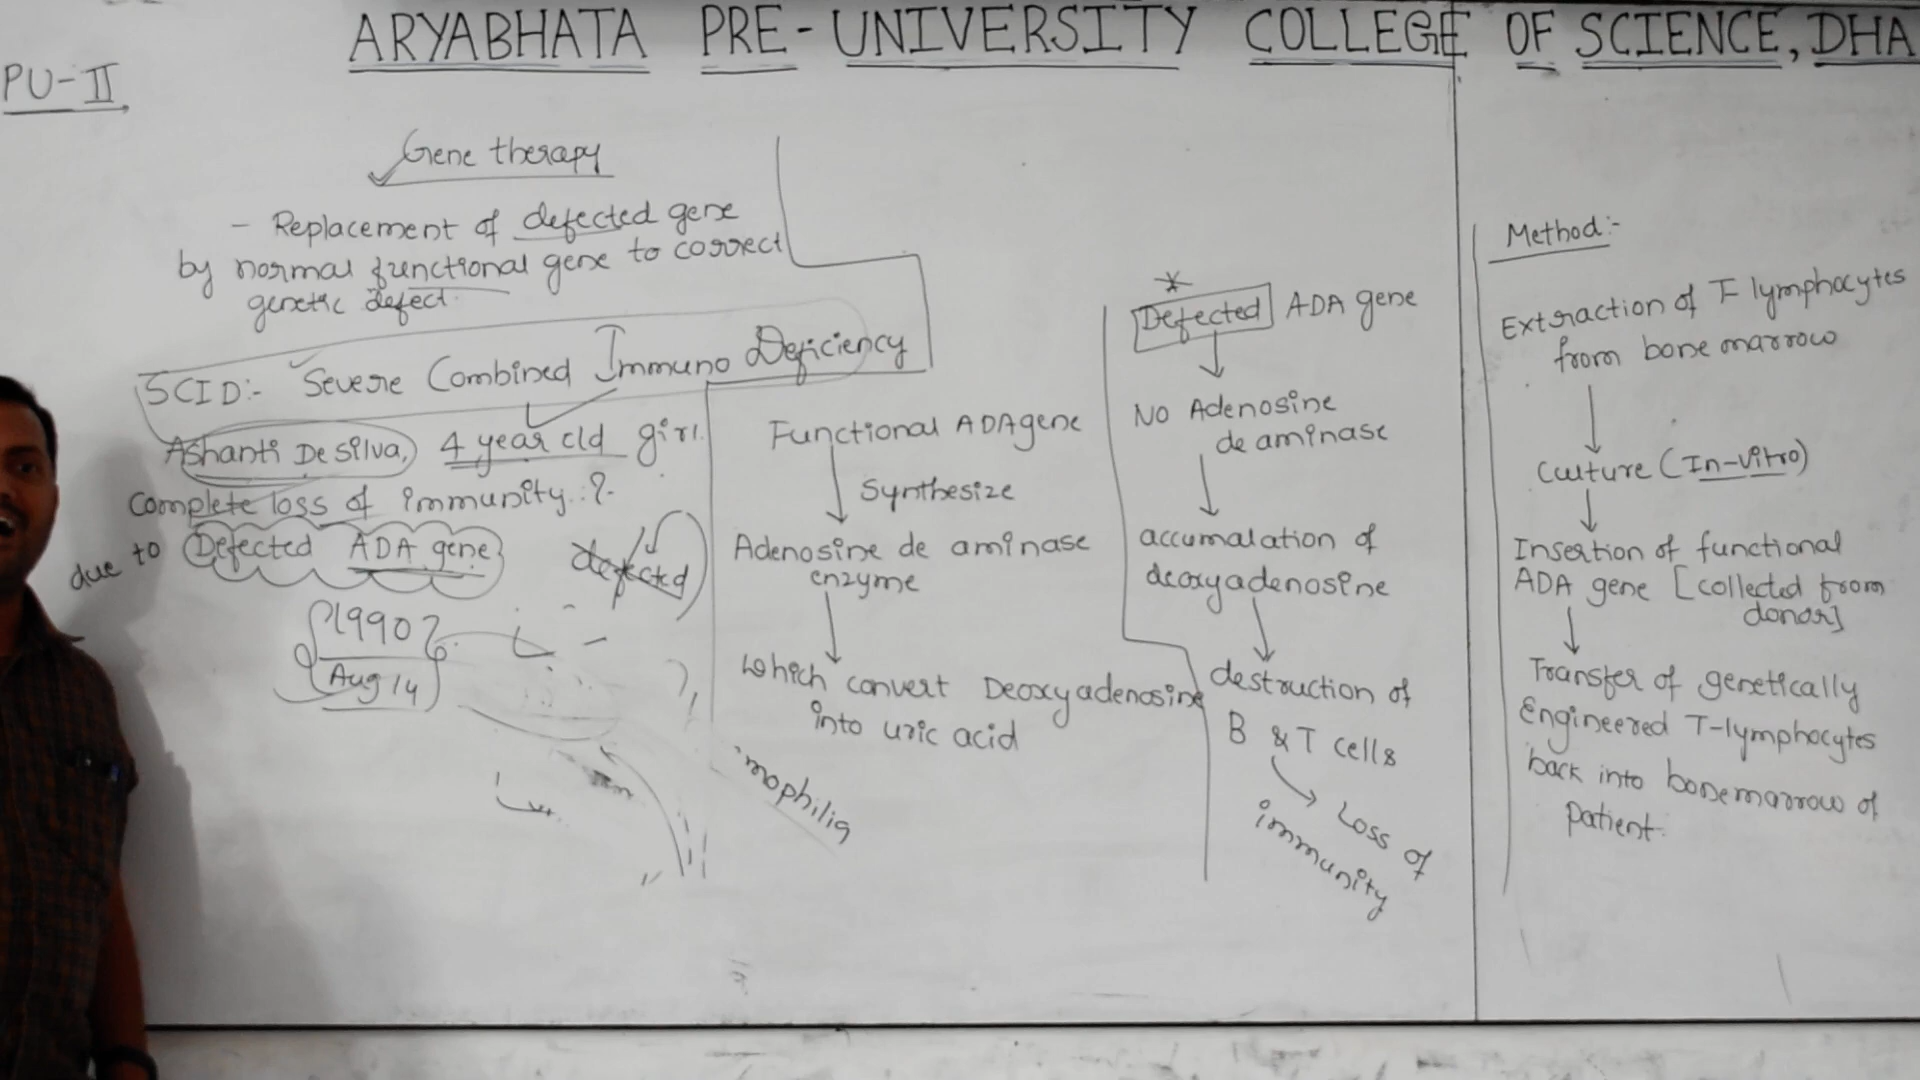 ARYABHATA PRE-UNIVERSITY COLLEGE OF SCIENCE, DHA
PU-II
Gene therapy
- Replacement of defected gene
by normal functional gene to correct
genetic defect.
SCID:- Severe Combined Immuno Deficiency
Ashanti De silva, 4 year old girl.
Complete loss of immunity..?.
due to Defected ADA gene
defected
1990
Aug 14
Functional ADA gene
Synthesize
Adenosine de aminase
enzyme
Which convert Deoxyadenosine
into uric acid
mophilia
*
Defected ADA gene
No Adenosine
de aminase
accumalation of
deoxyadenosine
destruction of
B & T cells
Loss of
immunity
Method:-
Extraction of T lymphocytes
from bone marrow
Culture (In-vitro)
Insertion of functional
ADA gene [collected from
donor]
Transfer of genetically
Engineered T-lymphocytes
back into bonemarrow of
patient.